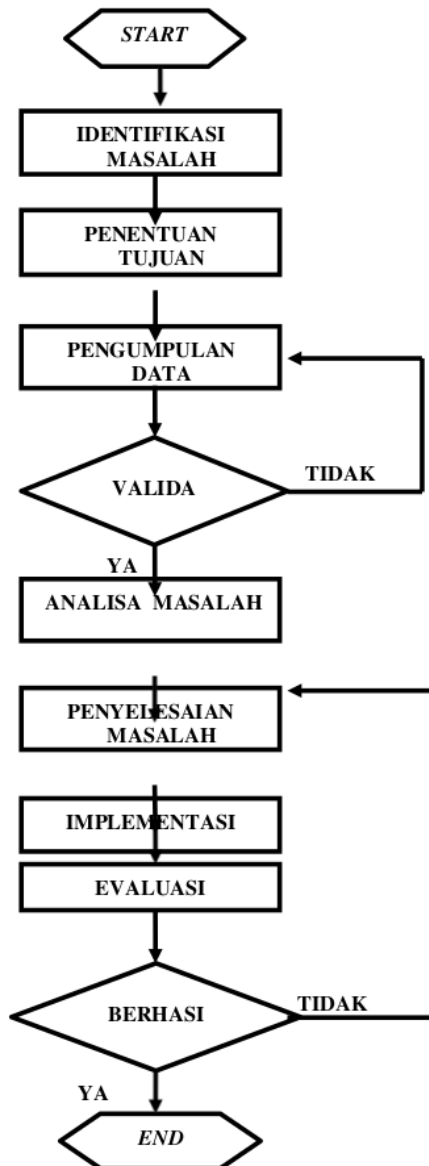 START
IDENTIFIKASI
MASALAH
PENENTUAN
TUJUAN
PENGUMPULAN
DATA
VALIDA
TIDAK
YA
ANALISA MASALAH
PENYELESAIAN
MASALAH
IMPLEMENTASI
EVALUASI
BERHASI
TIDAK
YA
END